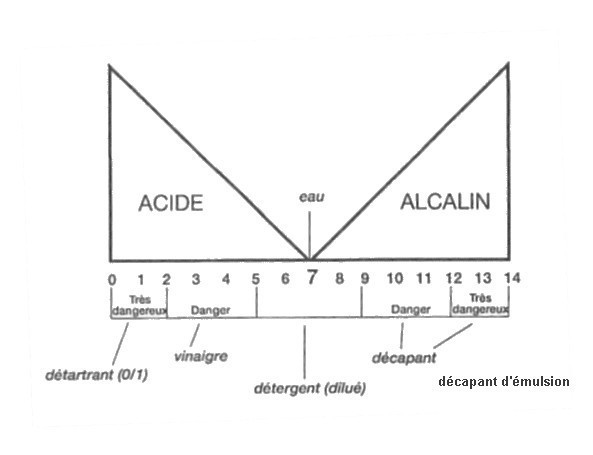 eau
ACIDE
ALCALIN
0 1 2 3 4 5 6 7 8 9 10 11 12 13 14
Très
dangereux
Danger
Danger
Très
dangereux
vinaigre
décapant
détartrant (0/1)
détergent (dilué)
décapant d'émulsion